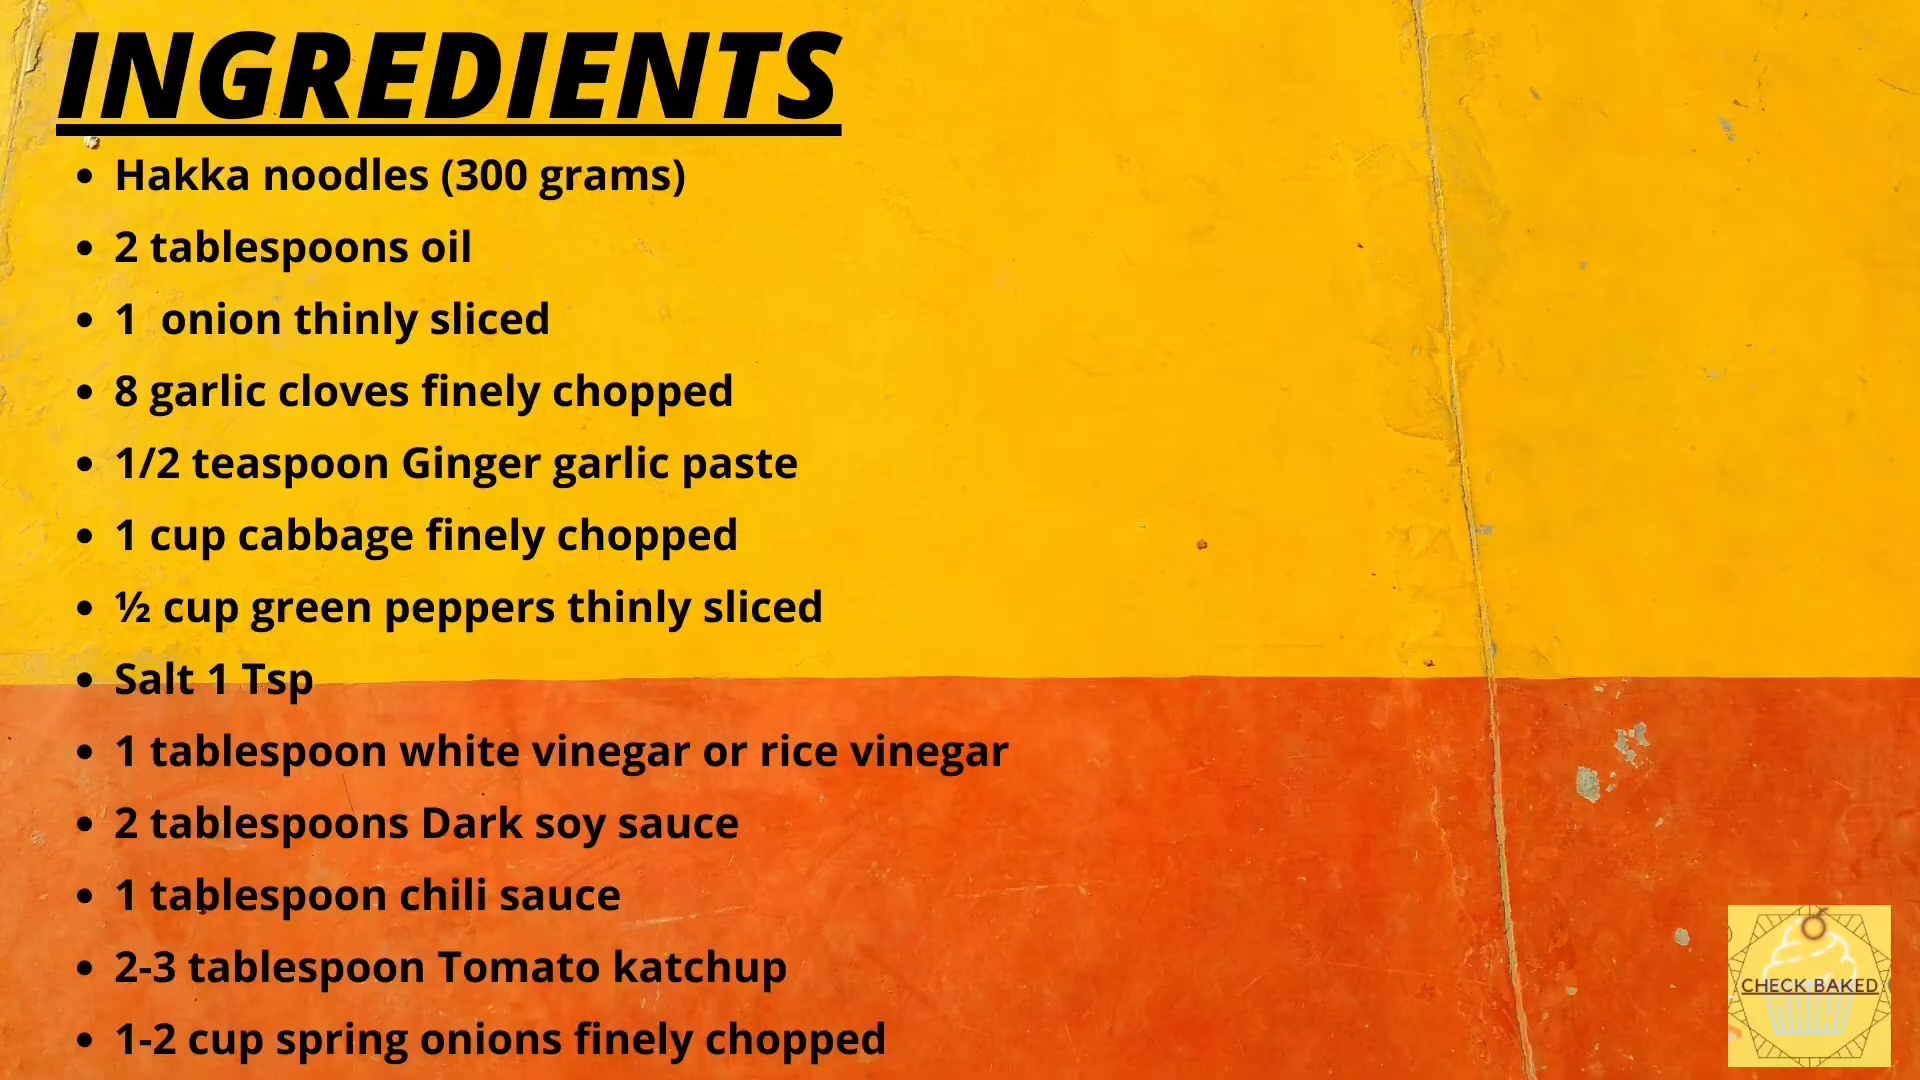 INGREDIENTS
• Hakka noodles (300 grams)
• 2 tablespoons oil
• 1  onion thinly sliced
• 8 garlic cloves finely chopped
• 1/2 teaspoon Ginger garlic paste
• 1 cup cabbage finely chopped
• ½ cup green peppers thinly sliced
• Salt 1 Tsp
• 1 tablespoon white vinegar or rice vinegar
• 2 tablespoons Dark soy sauce
• 1 tablespoon chili sauce
• 2-3 tablespoon Tomato katchup
• 1-2 cup spring onions finely chopped
CHECK BAKED